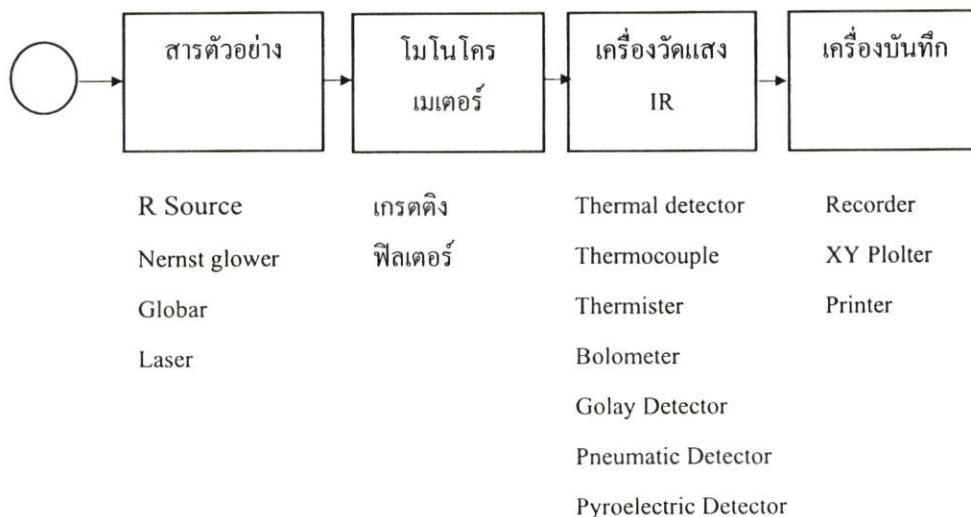 สารตัวอย่าง
โมโนโคร
เมเตอร์
เครื่องวัดแสง
IR
เครื่องบันทึก
R Source
Nernst glower
Globar
Laser
เกรตติง
ฟิลเตอร์
Thermal detector
Thermocouple
Thermister
Bolometer
Golay Detector
Pneumatic Detector
Pyroelectric Detector
Recorder
XY Plolter
Printer